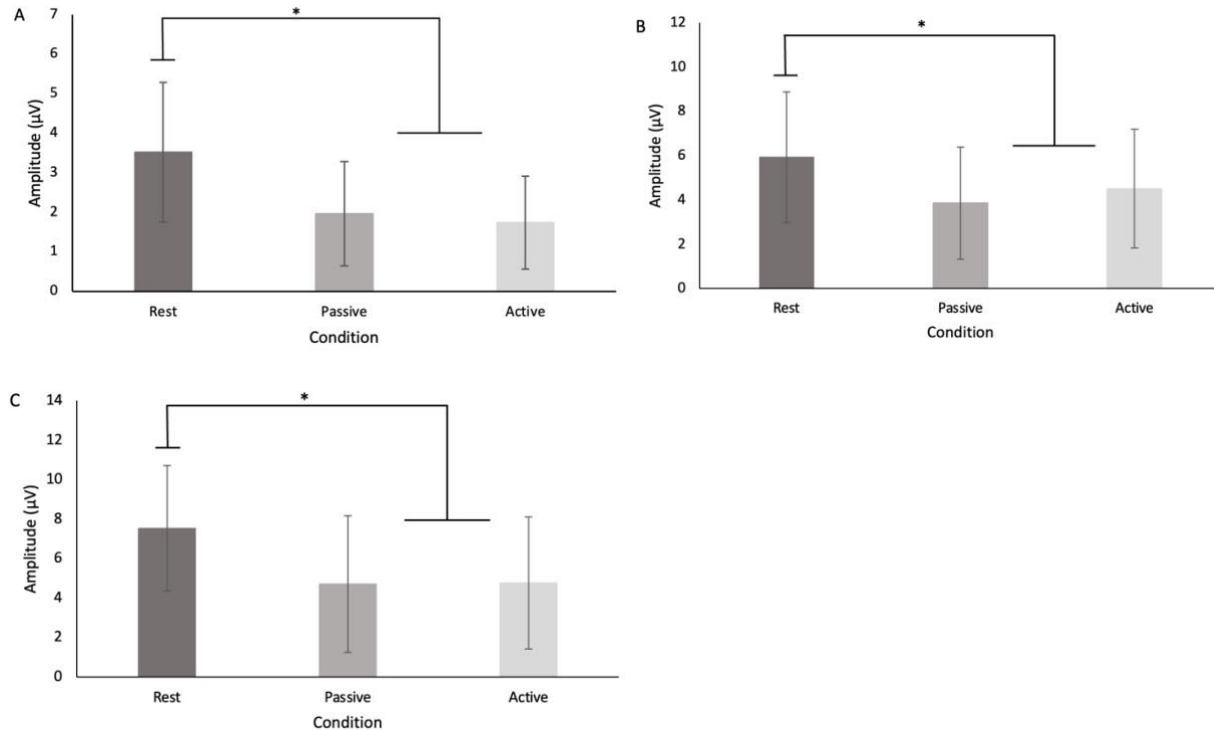 A
7
6
5
4
3
2
1
0
Amplitude (μV)
*
Rest
Passive
Active
Condition
B
12
10
8
6
4
2
0
Amplitude (μV)
*
Rest
Passive
Active
Condition
C
14
12
10
8
6
4
2
0
Amplitude (μV)
*
Rest
Passive
Active
Condition